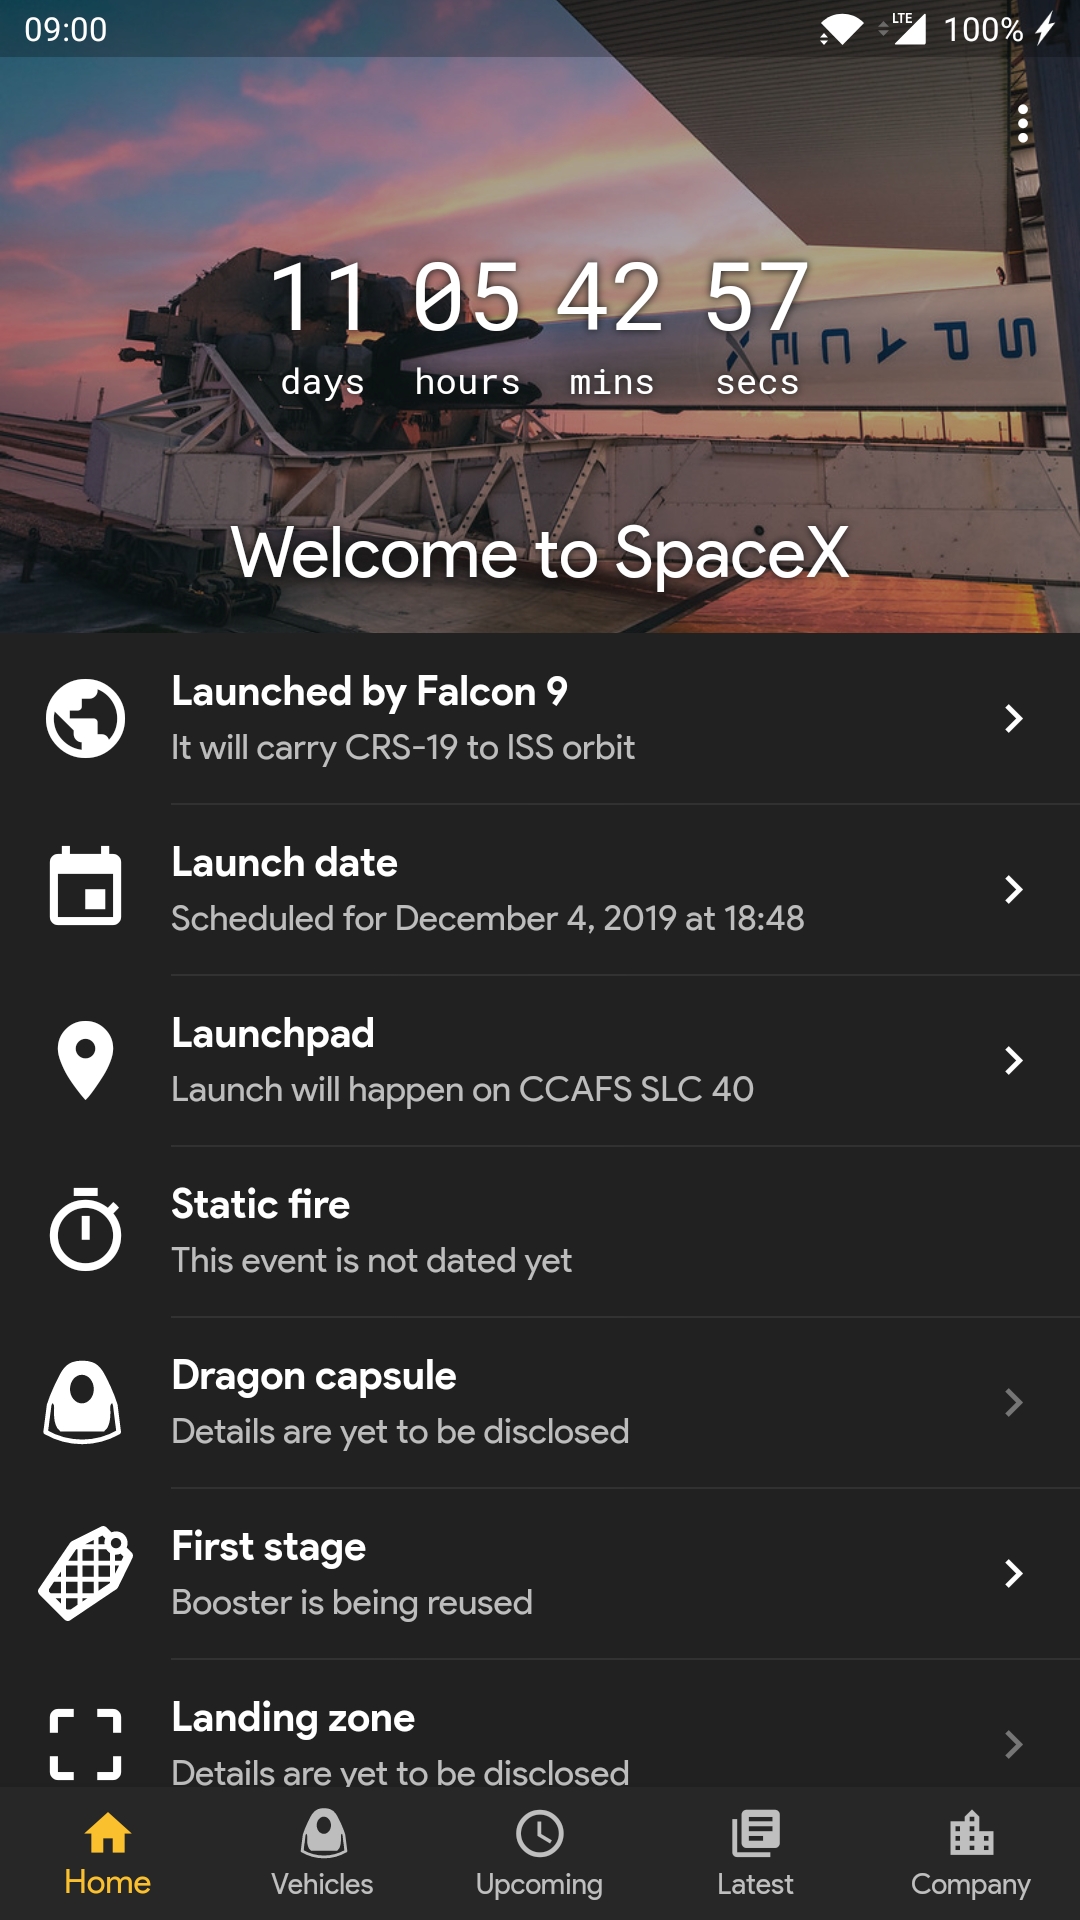 09:00 LTE 100%
11 05 42 57
days hours mins secs
SPACEX
Welcome to SpaceX
Launched by Falcon 9
It will carry CRS-19 to ISS orbit
Launch date
Scheduled for December 4, 2019 at 18:48
Launchpad
Launch will happen on CCAFS SLC 40
Static fire
This event is not dated yet
Dragon capsule
Details are yet to be disclosed
First stage
Booster is being reused
Landing zone
Details are yet to be disclosed
Home Vehicles Upcoming Latest Company